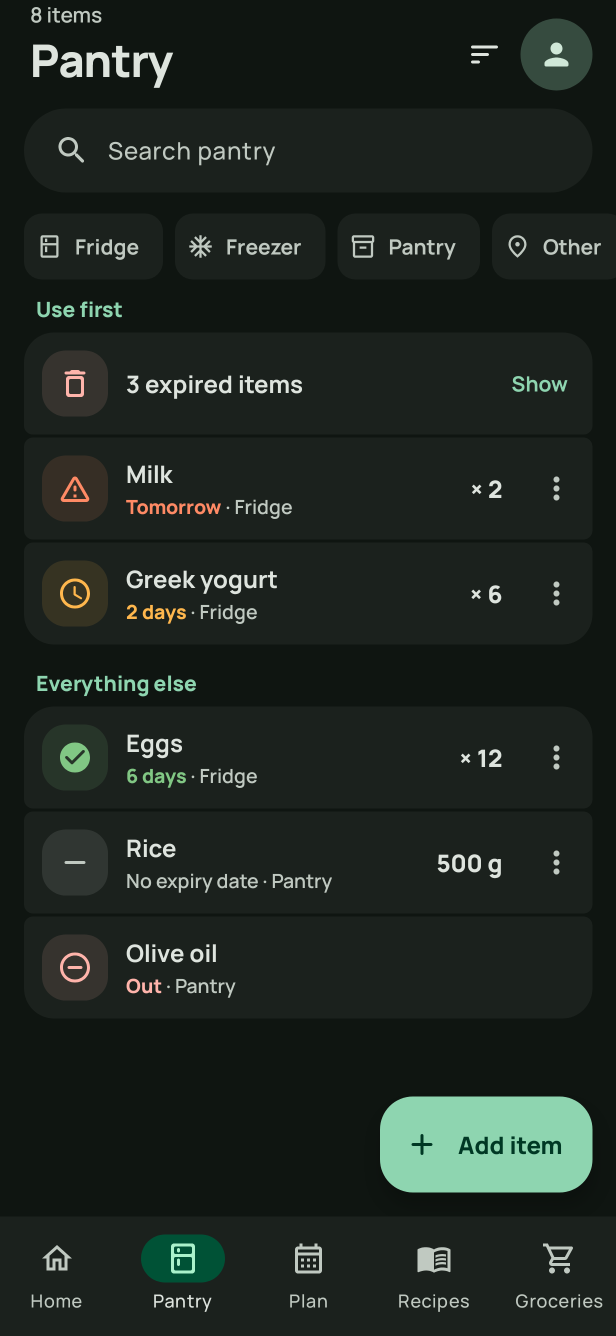 8 items
Pantry
Search pantry
Fridge Freezer Pantry Other
Use first
3 expired items Show
Milk × 2
Tomorrow · Fridge
Greek yogurt × 6
2 days · Fridge
Everything else
Eggs × 12
6 days · Fridge
Rice 500 g
No expiry date · Pantry
Olive oil
Out · Pantry
+ Add item
Home Pantry Plan Recipes Groceries